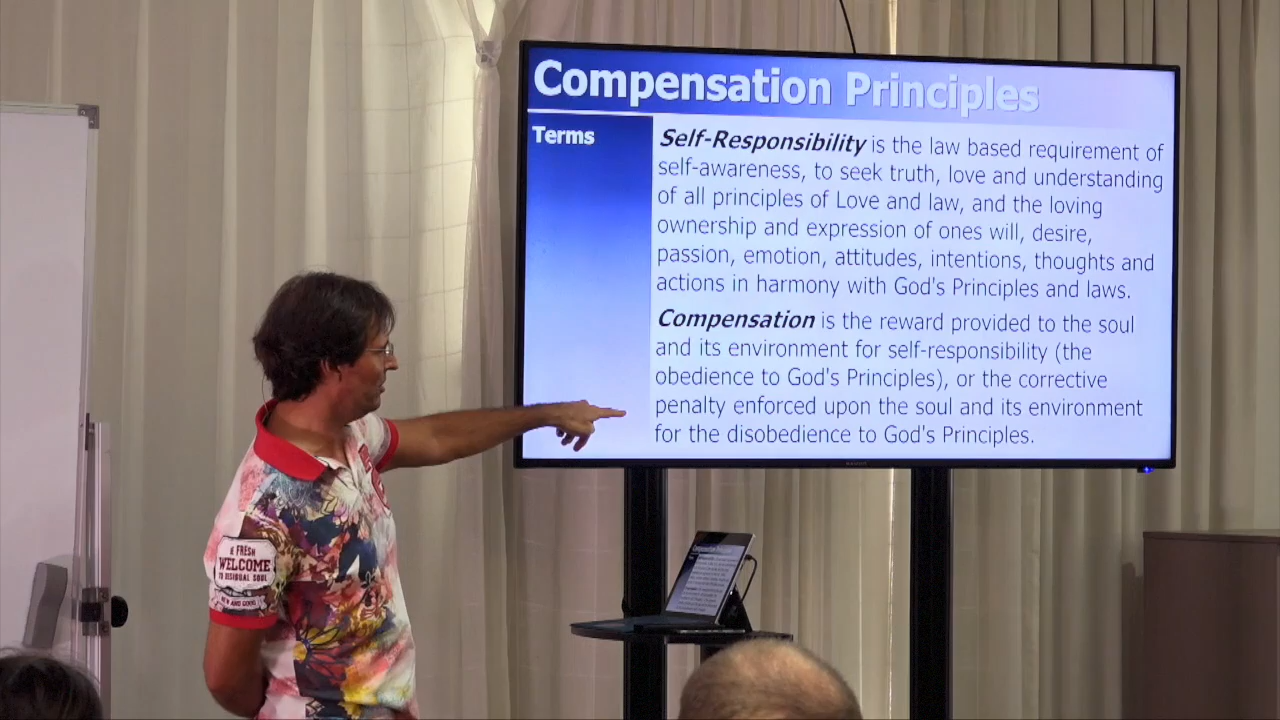 Compensation Principles
Terms
Self-Responsibility is the law based requirement of
self-awareness, to seek truth, love and understanding
of all principles of Love and law, and the loving
ownership and expression of ones will, desire,
passion, emotion, attitudes, intentions, thoughts and
actions in harmony with God's Principles and laws.
Compensation is the reward provided to the soul
and its environment for self-responsibility (the
obedience to God's Principles), or the corrective
penalty enforced upon the soul and its environment
for the disobedience to God's Principles.
FRESH
WELCOME
SOUL